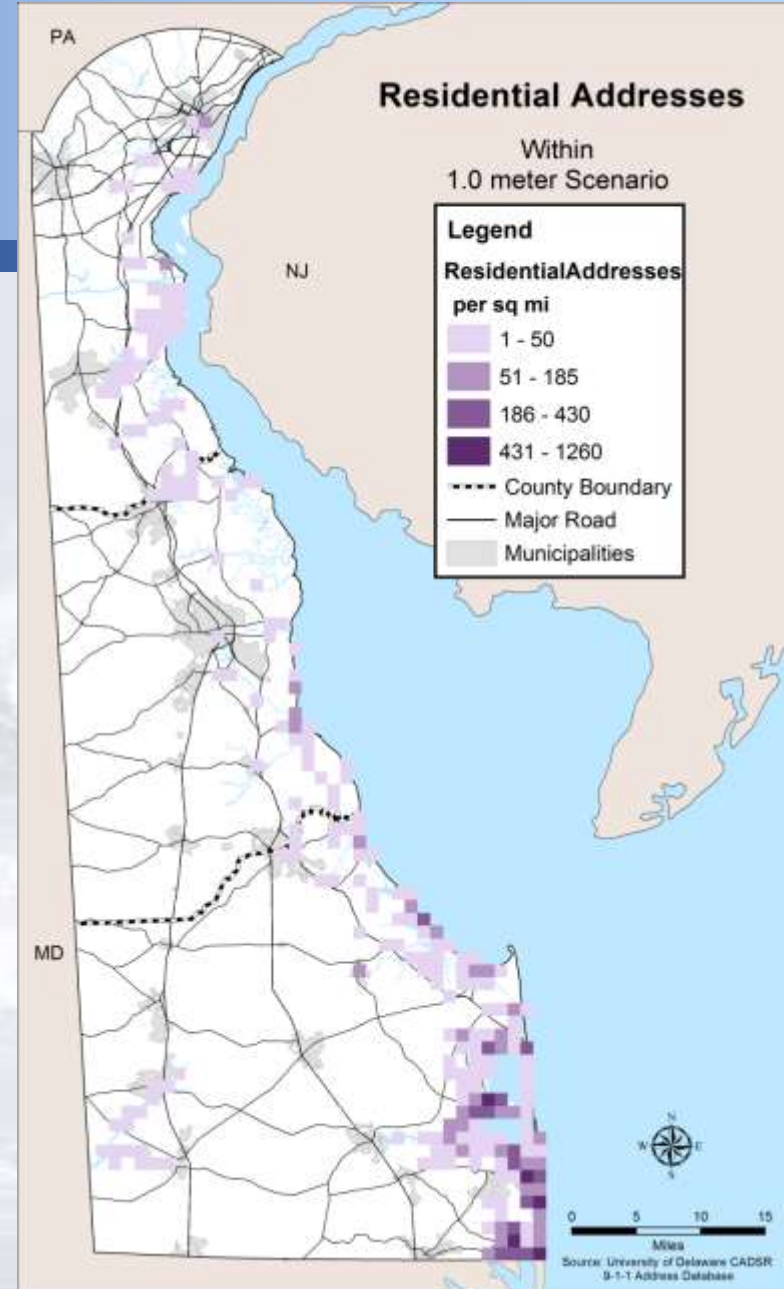 PA
Residential Addresses
Within
1.0 meter Scenario
NJ
Legend
ResidentialAddresses
per sq mi
1 - 50
51 - 185
186 - 430
431 - 1260
County Boundary
Major Road
Municipalities
MD
N
W E
S
0 5 10 15
Miles
Source: University of Delaware CADSR
9-1-1 Address Database